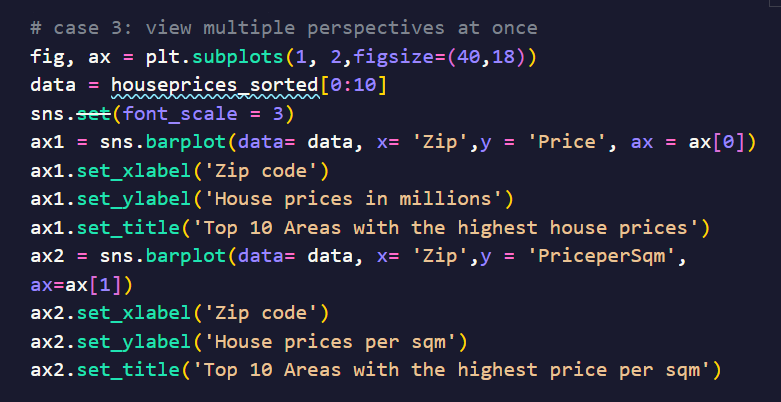 # case 3: view multiple perspectives at once
fig, ax = plt.subplots(1, 2,figsize=(40,18))
data = houseprices_sorted[0:10]
sns.set(font_scale = 3)
ax1 = sns.barplot(data= data, x= 'Zip',y = 'Price', ax = ax[0])
ax1.set_xlabel('Zip code')
ax1.set_ylabel('House prices in millions')
ax1.set_title('Top 10 Areas with the highest house prices')
ax2 = sns.barplot(data= data, x= 'Zip',y = 'PriceperSqm',
ax=ax[1])
ax2.set_xlabel('Zip code')
ax2.set_ylabel('House prices per sqm')
ax2.set_title('Top 10 Areas with the highest price per sqm')